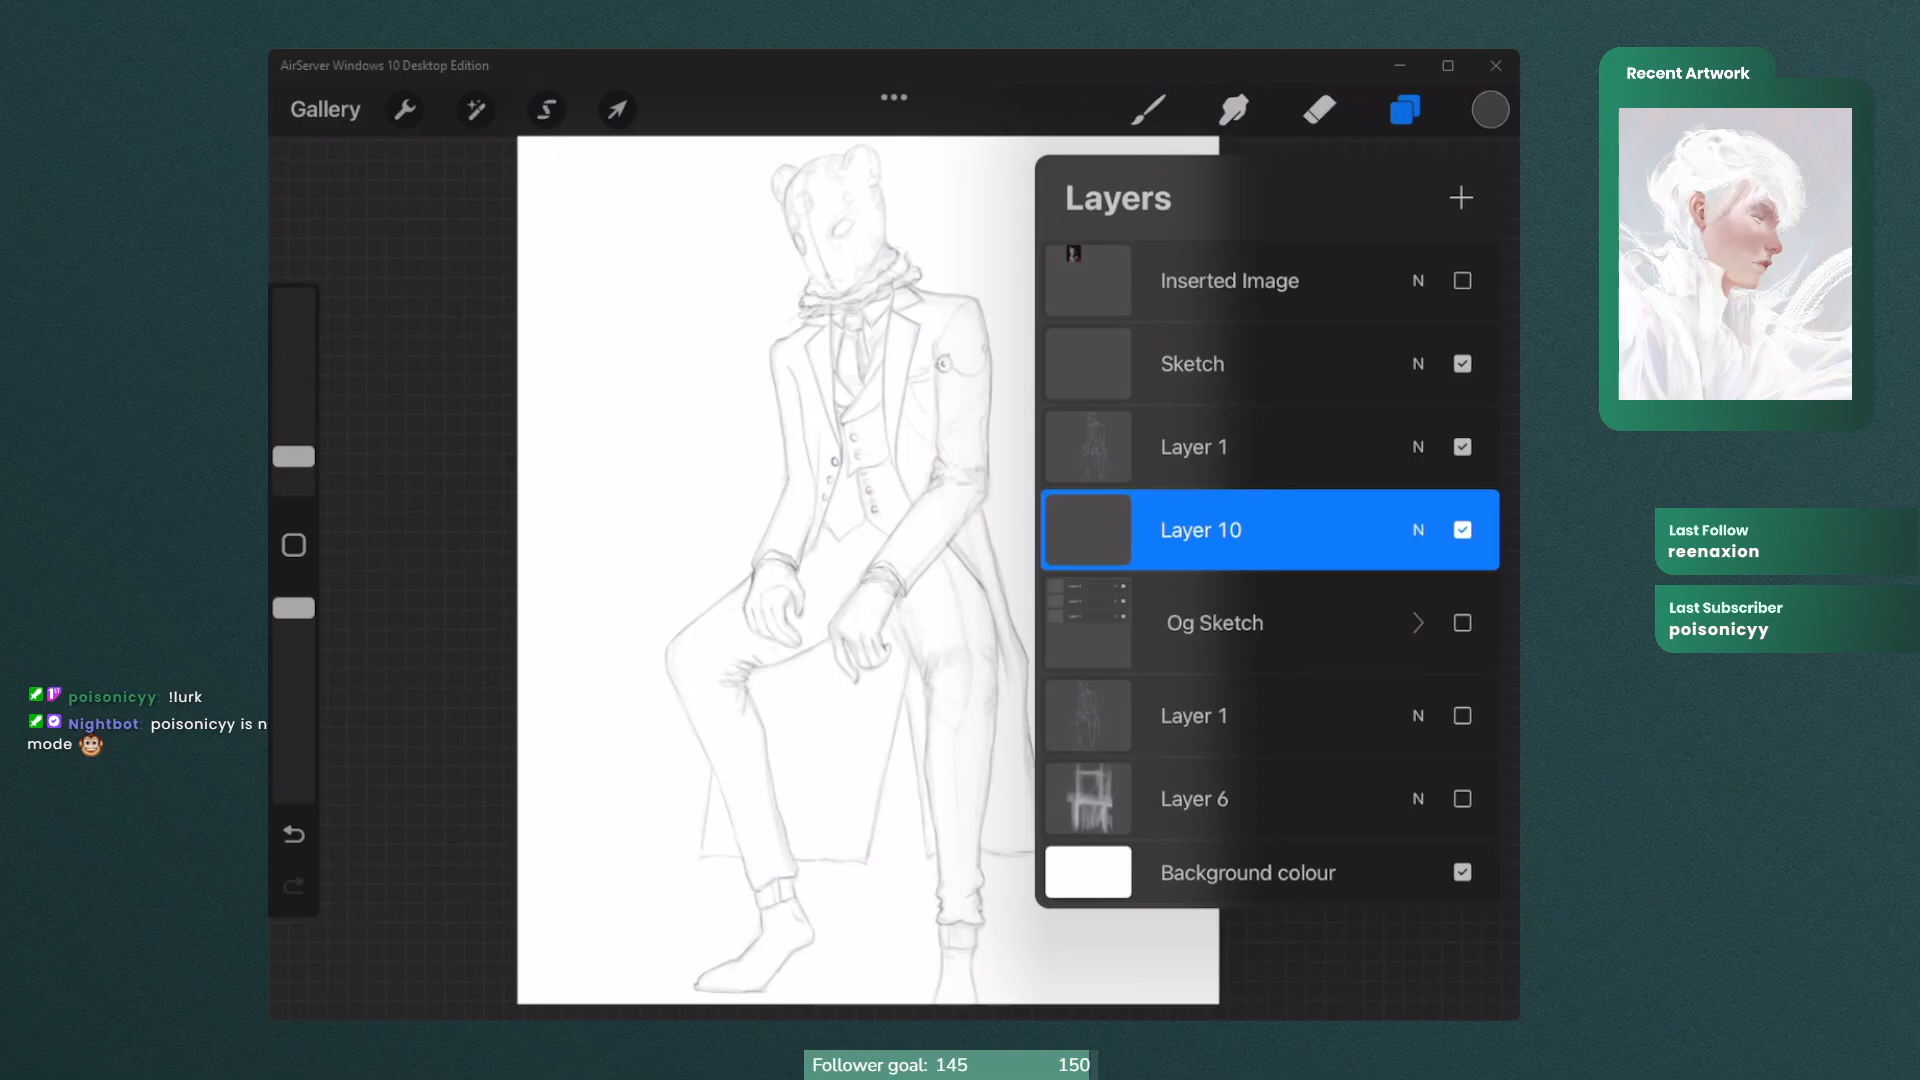 AirServer Windows 10 Desktop Edition
Gallery
Layers
Inserted Image N
Sketch N
Layer 1 N
Layer 10 N
Og Sketch
Layer 1 N
Layer 6 N
Background colour
Recent Artwork
Last Follow
reenaxion
Last Subscriber
poisonicyy
poisonicyy: !lurk
Nightbot: poisonicyy is n
mode
Follower goal: 145 150